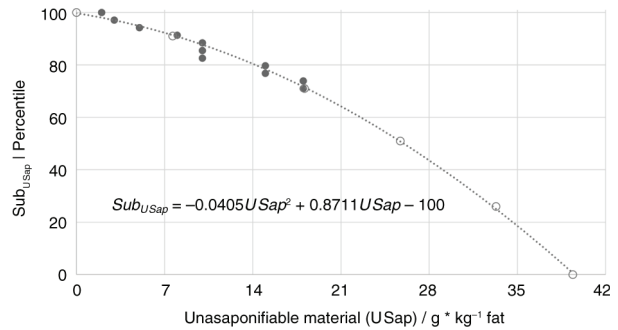 100
80
60
40
20
0
Sub_USap | Percentile
Sub_USap = –0.0405USap² + 0.8711USap – 100
0 7 14 21 28 35 42
Unasaponifiable material (USap) / g * kg⁻¹ fat